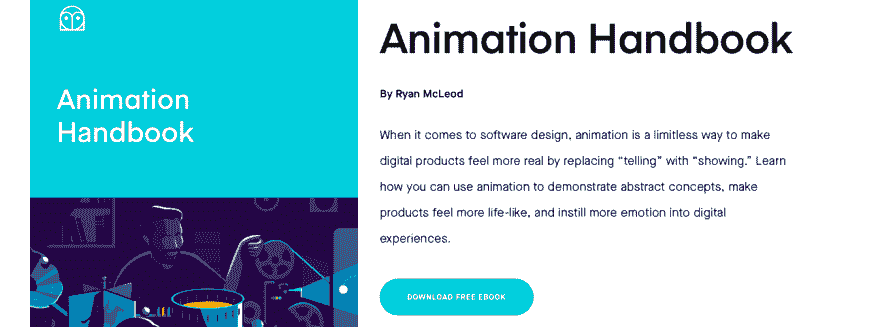 Animation
Handbook
Animation Handbook
By Ryan McLeod
When it comes to software design, animation is a limitless way to make
digital products feel more real by replacing “telling” with “showing.” Learn
how you can use animation to demonstrate abstract concepts, make
products feel more life-like, and instill more emotion into digital
experiences.
DOWNLOAD FREE EBOOK